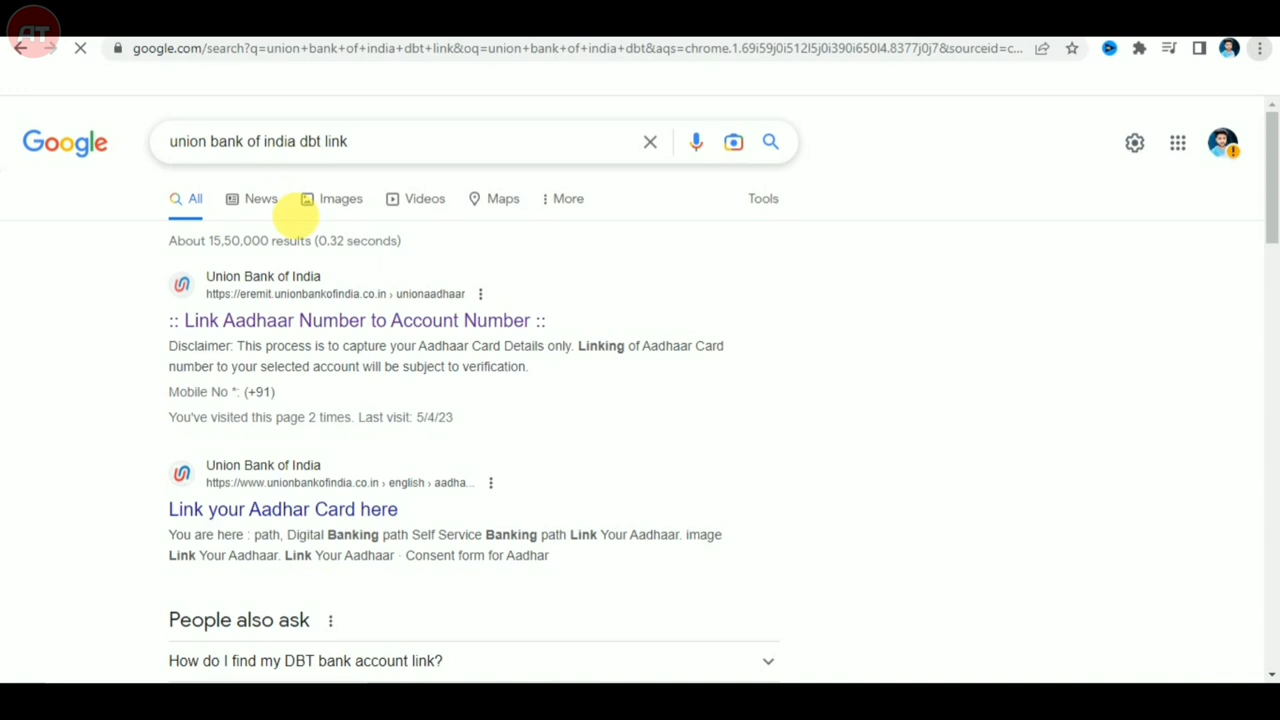 AT
google.com/search?q=union+bank+of+india+dbt+link&oq=union+bank+of+india+dbt&aqs=chrome.1.69i59j0i512l5j0i390i650l4.8377j0j7&sourceid=c...
Google
union bank of india dbt link
All News Images Videos Maps More Tools
About 15,50,000 results (0.32 seconds)
Union Bank of India
https://eremit.unionbankofindia.co.in › unionaadhaar
:: Link Aadhaar Number to Account Number ::
Disclaimer: This process is to capture your Aadhaar Card Details only. Linking of Aadhaar Card
number to your selected account will be subject to verification.
Mobile No *: (+91)
You've visited this page 2 times. Last visit: 5/4/23
Union Bank of India
https://www.unionbankofindia.co.in › english › aadha...
Link your Aadhar Card here
You are here : path, Digital Banking path Self Service Banking path Link Your Aadhaar. image
Link Your Aadhaar. Link Your Aadhaar · Consent form for Aadhar
People also ask
How do I find my DBT bank account link?